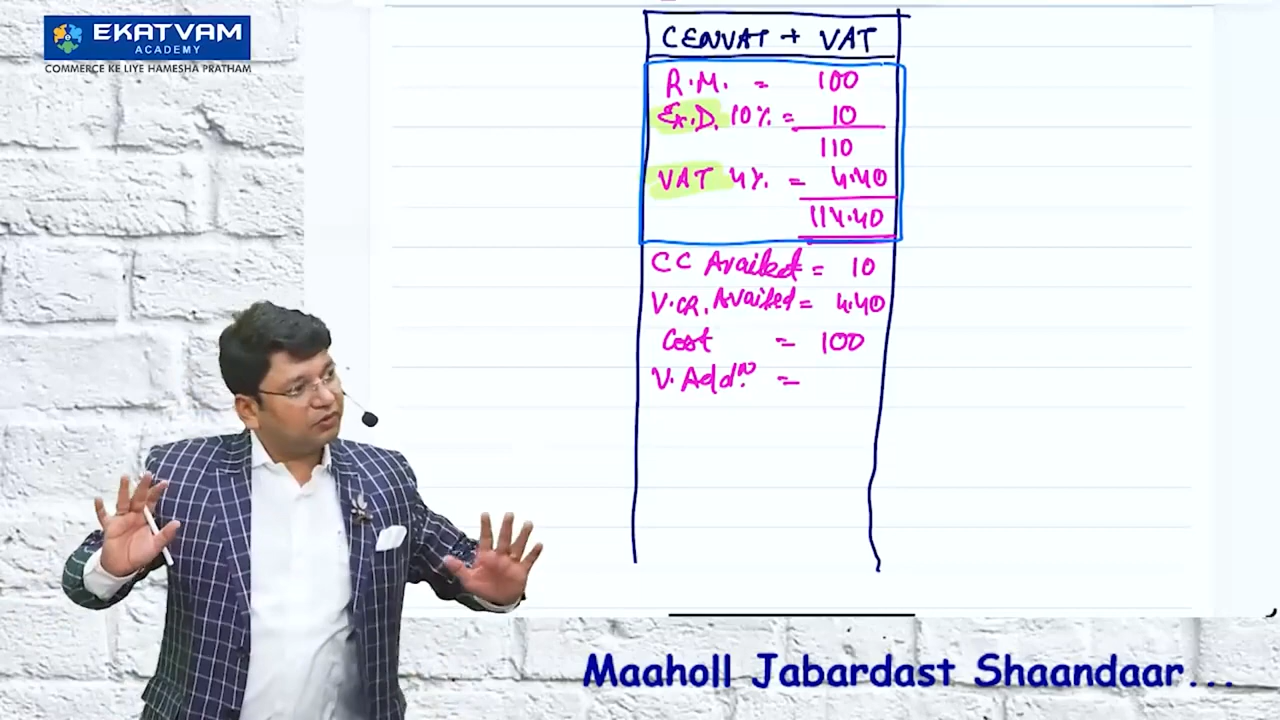 EKATVAM
ACADEMY
COMMERCE KE LIYE HAMESHA PRATHAM
CENVAT + VAT
R.M. = 100
Ex.D. 10% = 10
110
VAT 4% = 4.40
114.40
CC Availed = 10
V.CR. Availed = 4.40
Cost = 100
V. Addn. =
Maaholl Jabardast Shaandaar...